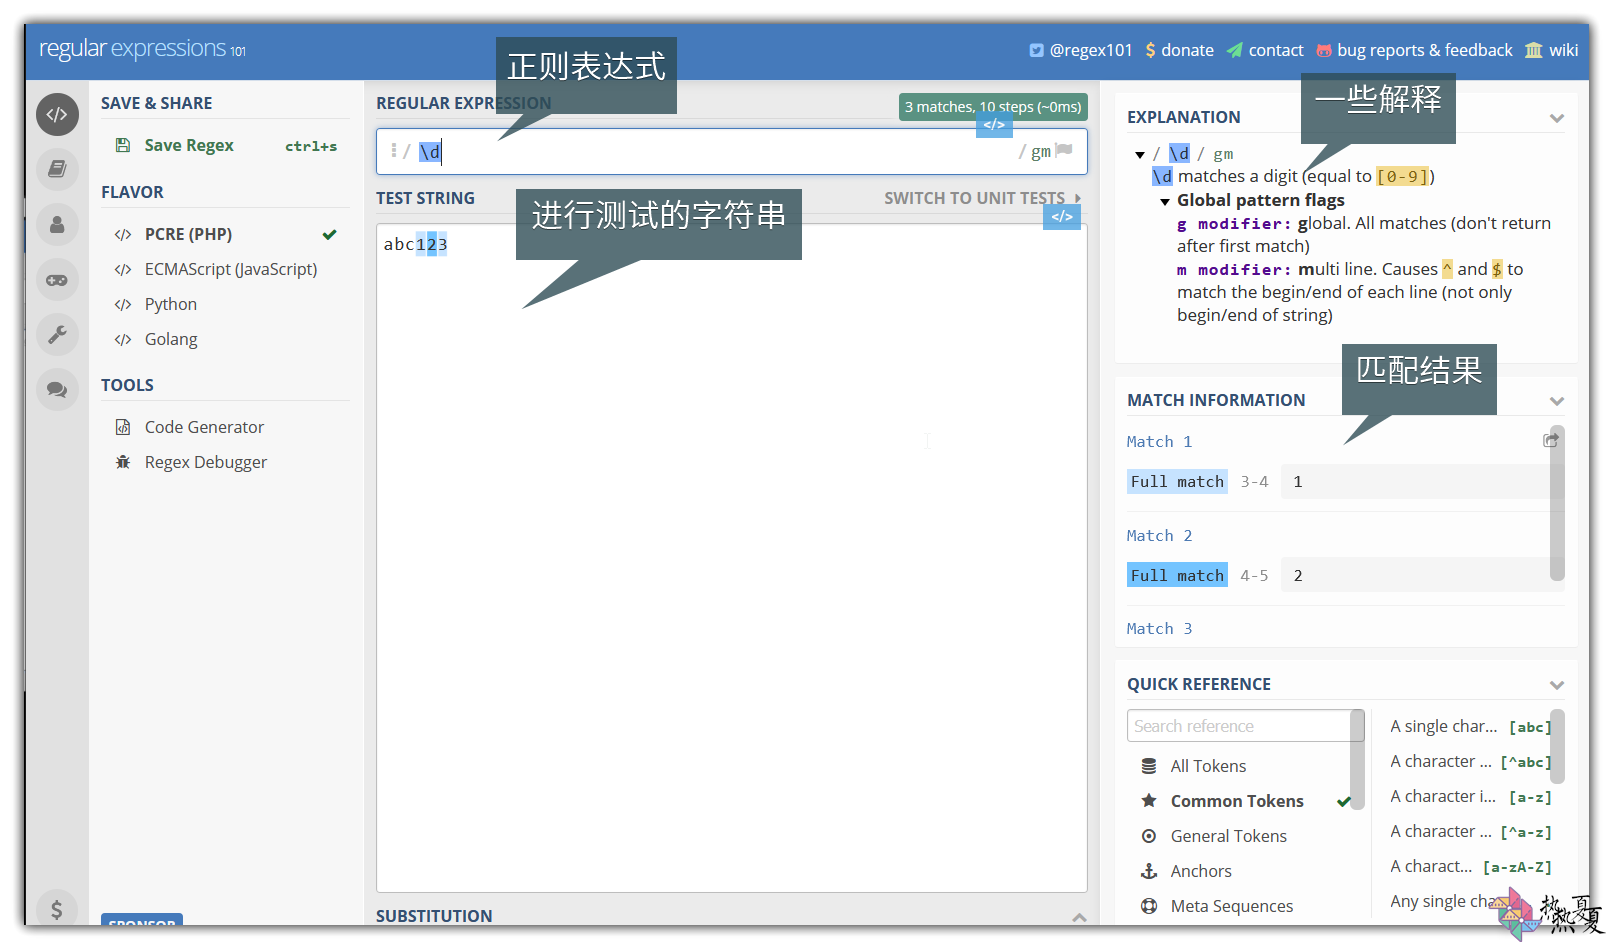 regular expressions 101
@regex101
donate
contact
bug reports & feedback
wiki
正则表达式
一些解释
SAVE & SHARE
Save Regex ctrl+s
FLAVOR
PCRE (PHP)
ECMAScript (JavaScript)
Python
Golang
TOOLS
Code Generator
Regex Debugger
SPONSOR
REGULAR EXPRESSION
3 matches, 10 steps (~0ms)
</>
/ \d / gm
TEST STRING
SWITCH TO UNIT TESTS
</>
进行测试的字符串
abc123
SUBSTITUTION
EXPLANATION
/ \d / gm
\d matches a digit (equal to [0-9])
Global pattern flags
g modifier: global. All matches (don't return
after first match)
m modifier: multi line. Causes ^ and $ to
match the begin/end of each line (not only
begin/end of string)
匹配结果
MATCH INFORMATION
Match 1
Full match 3-4 1
Match 2
Full match 4-5 2
Match 3
QUICK REFERENCE
Search reference
All Tokens
Common Tokens
General Tokens
Anchors
Meta Sequences
A single char... [abc]
A character ... [^abc]
A character i... [a-z]
A character ... [^a-z]
A charact... [a-zA-Z]
Any single cha
热热夏夏